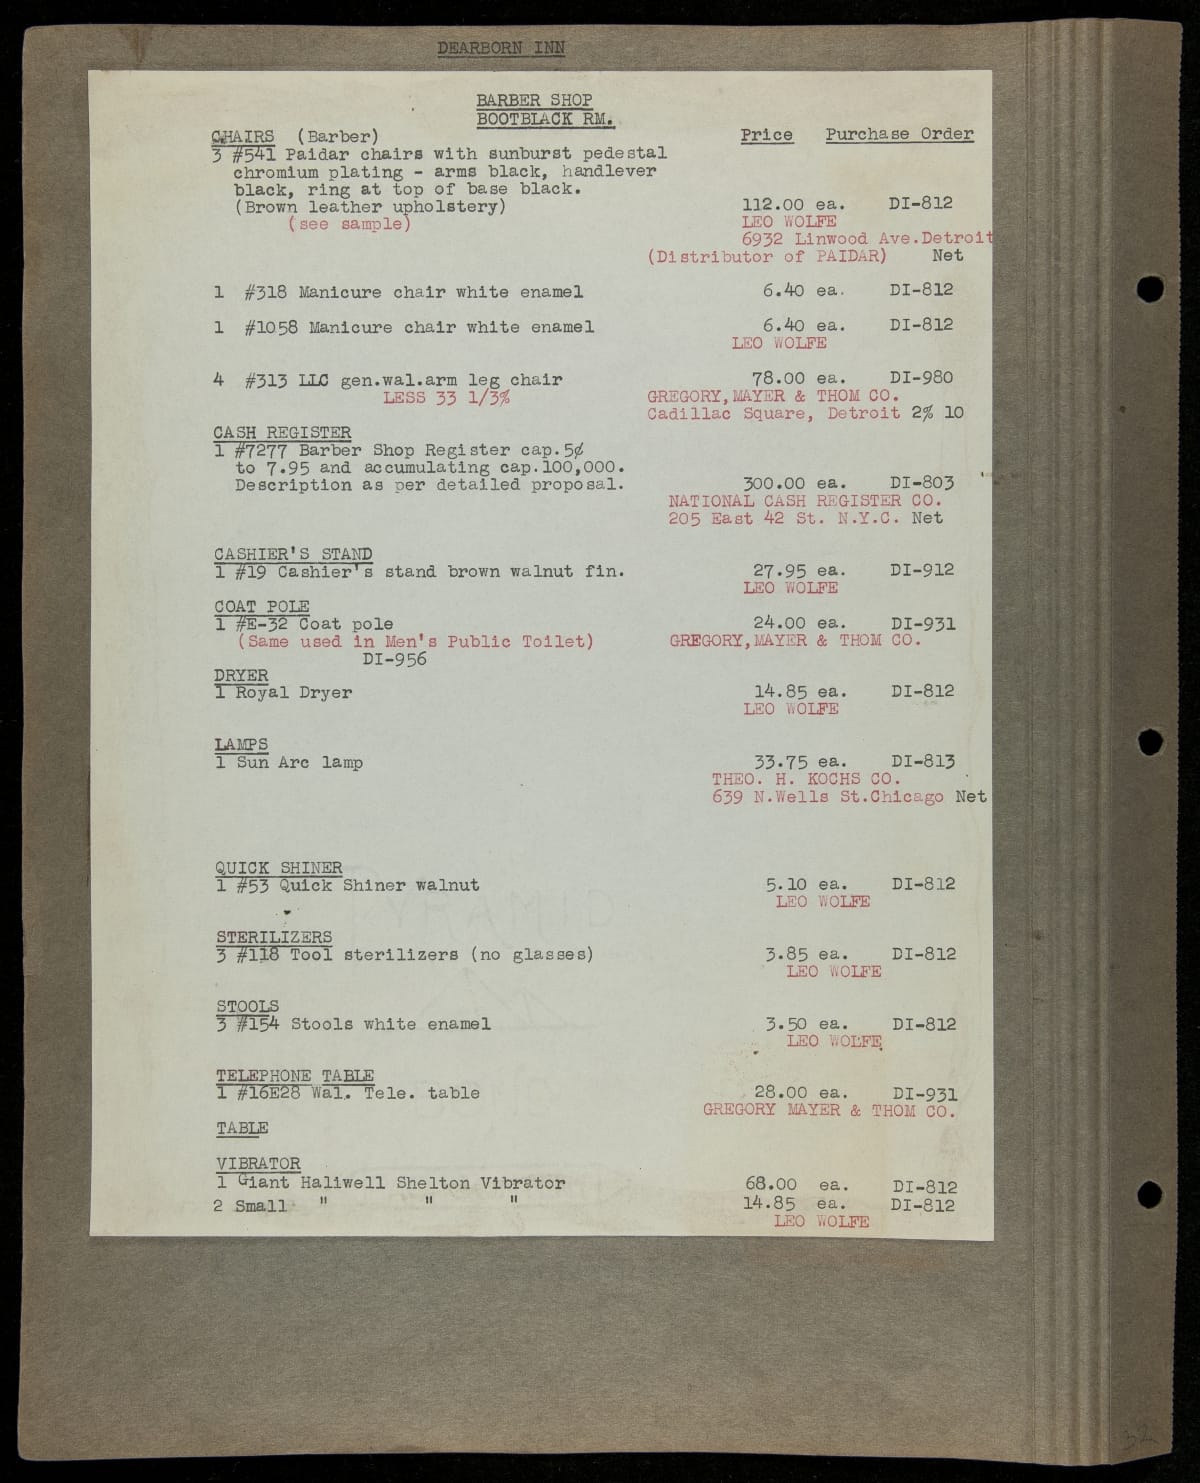 DEARBORN INN
BARBER SHOP
BOOTBLACK RM.
CHAIRS (Barber) Price Purchase Order
3 #541 Paidar chairs with sunburst pedestal
chromium plating - arms black, handlever
black, ring at top of base black.
(Brown leather upholstery) 112.00 ea. DI-812
(see sample) LEO WOLFE
6932 Linwood Ave.Detroit
(Distributor of PAIDAR) Net
1 #318 Manicure chair white enamel 6.40 ea. DI-812
1 #1058 Manicure chair white enamel 6.40 ea. DI-812
LEO WOLFE
4 #313 LLC gen.wal.arm leg chair 78.00 ea. DI-980
LESS 33 1/3% GREGORY,MAYER & THOM CO.
Cadillac Square, Detroit 2% 10
CASH REGISTER
1 #7277 Barber Shop Register cap.5¢
to 7.95 and accumulating cap.100,000.
Description as per detailed proposal. 300.00 ea. DI-803
NATIONAL CASH REGISTER CO.
205 East 42 St. N.Y.C. Net
CASHIER'S STAND
1 #19 Cashier's stand brown walnut fin. 27.95 ea. DI-912
LEO WOLFE
COAT POLE
1 #E-32 Coat pole 24.00 ea. DI-931
(Same used in Men's Public Toilet) GREGORY,MAYER & THOM CO.
DI-956
DRYER
1 Royal Dryer 14.85 ea. DI-812
LEO WOLFE
LAMPS
1 Sun Arc lamp 33.75 ea. DI-813
THEO. H. KOCHS CO.
639 N.Wells St.Chicago Net
QUICK SHINER
1 #53 Quick Shiner walnut 5.10 ea. DI-812
LEO WOLFE
STERILIZERS
3 #118 Tool sterilizers (no glasses) 3.85 ea. DI-812
LEO WOLFE
STOOLS
3 #154 Stools white enamel 3.50 ea. DI-812
LEO WOLFE
TELEPHONE TABLE
1 #16E28 Wal. Tele. table 28.00 ea. DI-931
GREGORY MAYER & THOM CO.
TABLE
VIBRATOR
1 Giant Haliwell Shelton Vibrator 68.00 ea. DI-812
2 Small " " " 14.85 ea. DI-812
LEO WOLFE
32